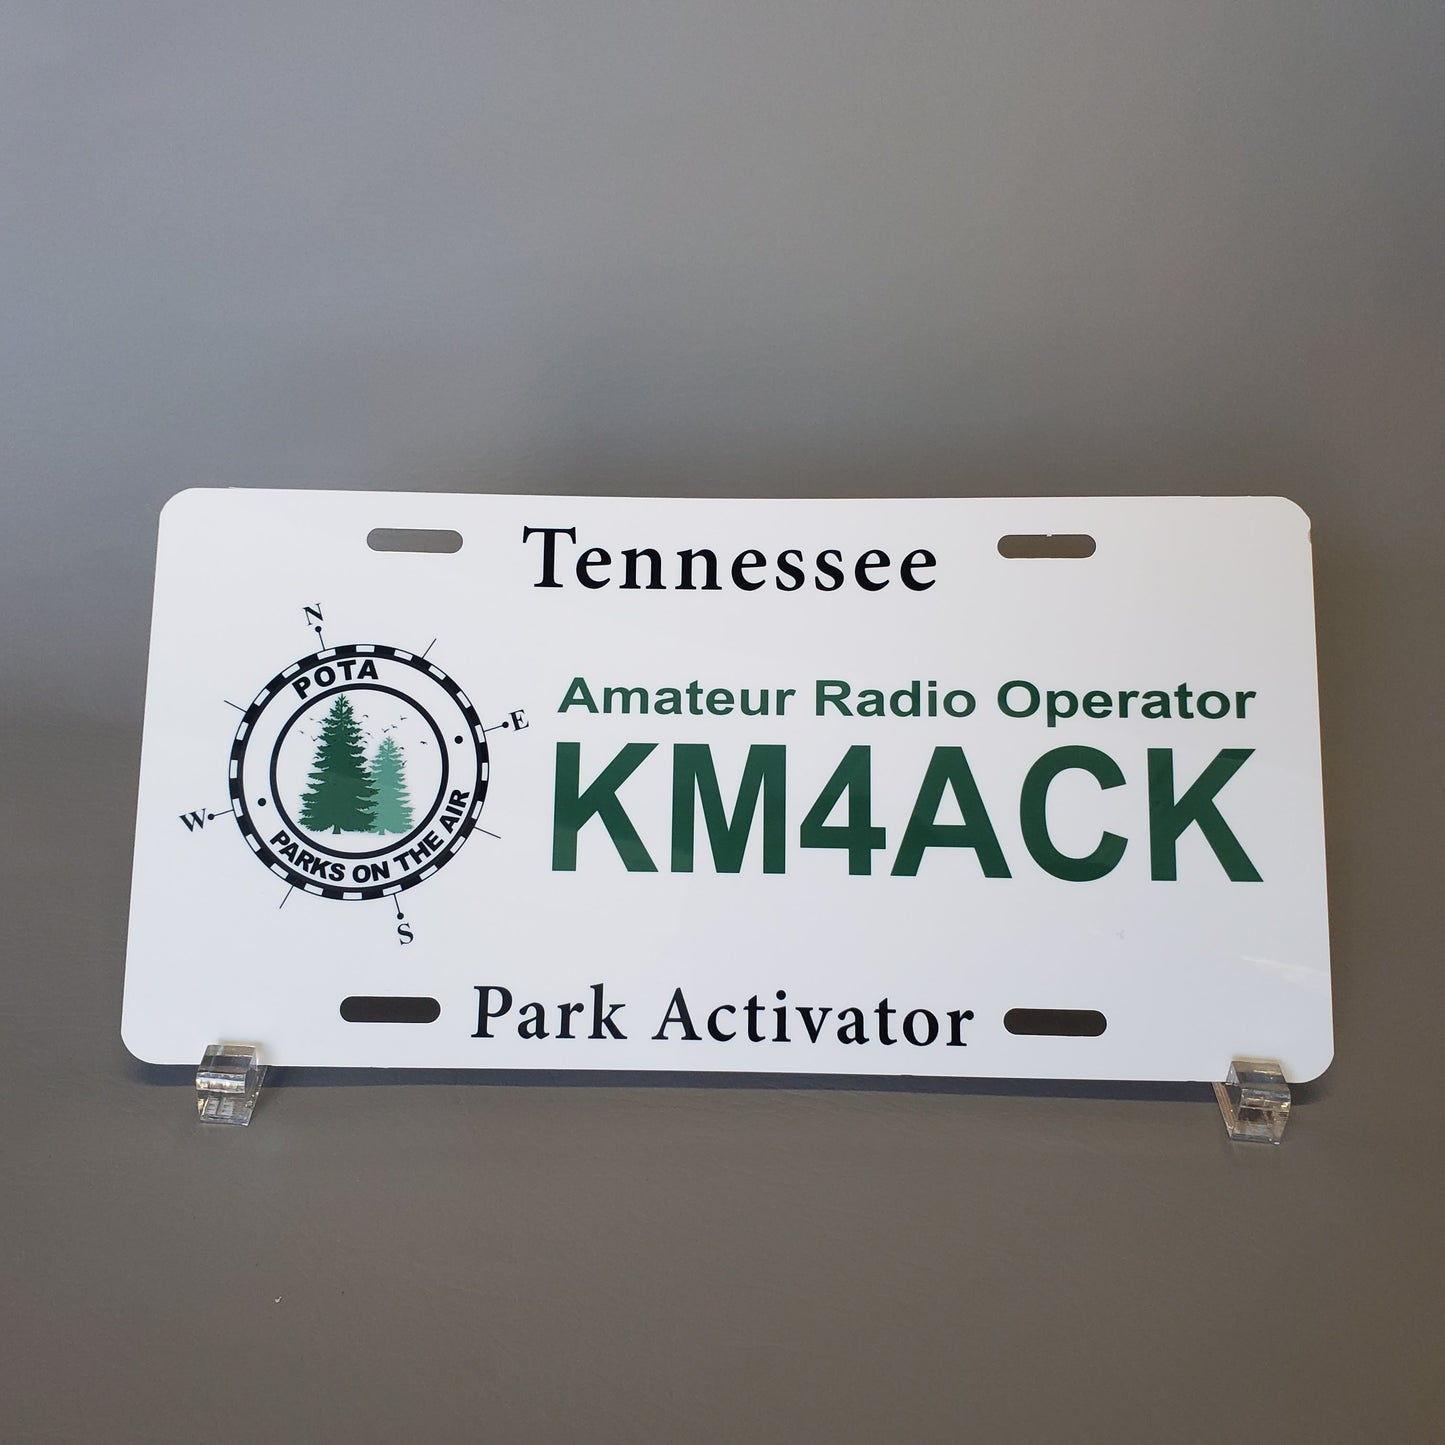 Tennessee
N
POTA
E
W
PARKS ON THE AIR
S
Amateur Radio Operator
KM4ACK
Park Activator